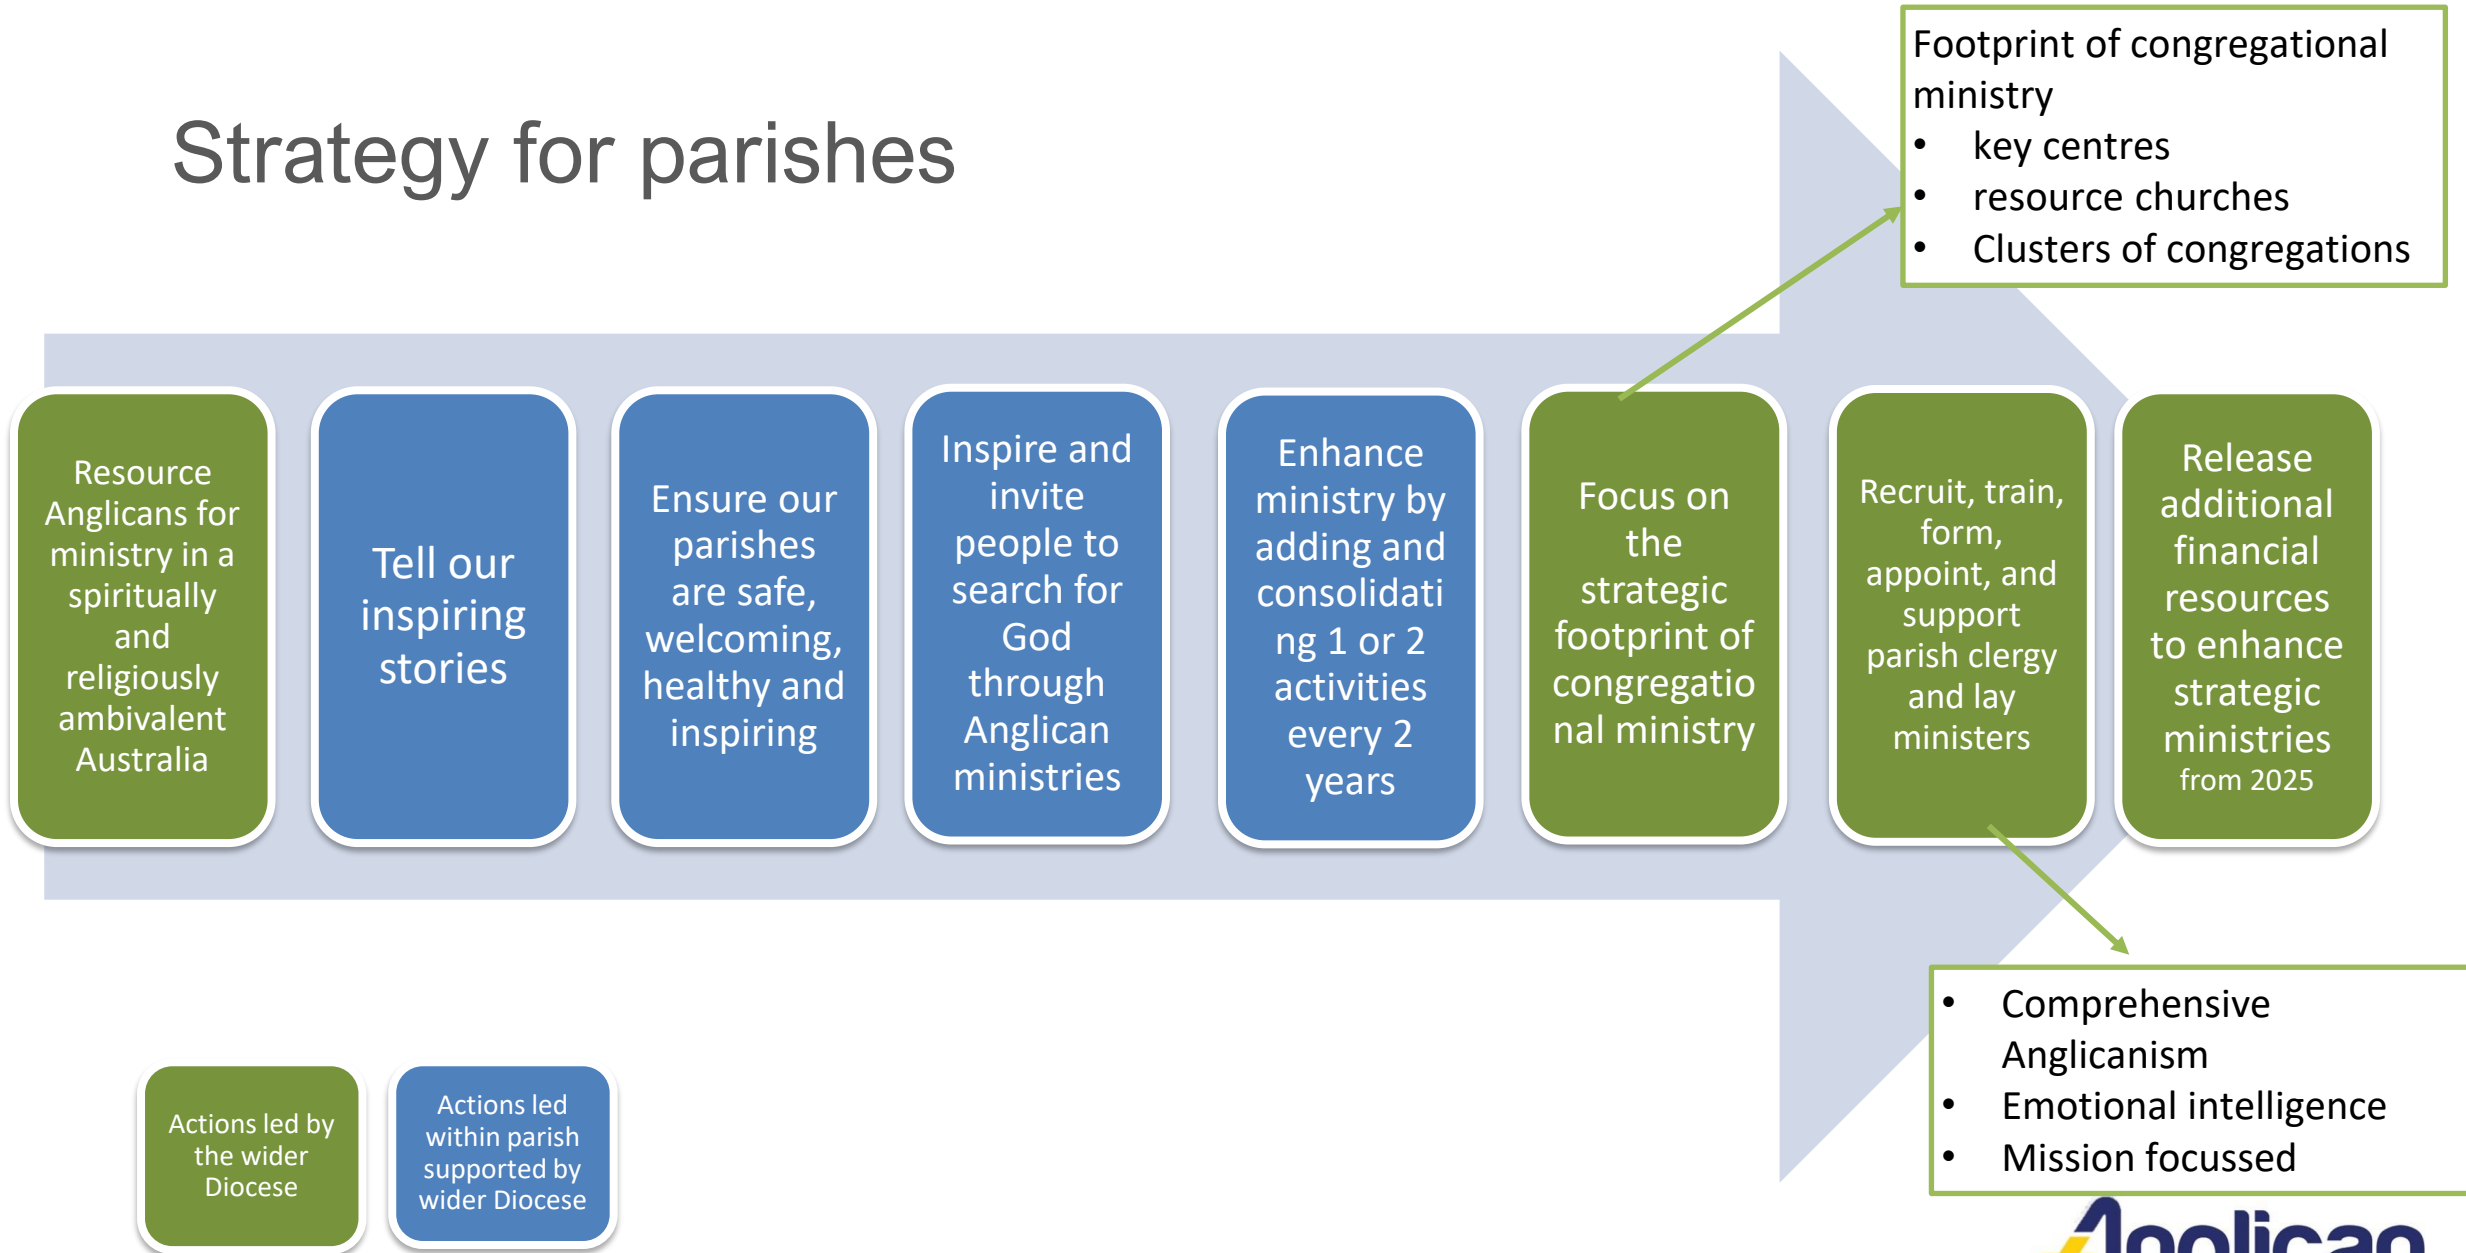 Strategy for parishes
Footprint of congregational
ministry
• key centres
• resource churches
• Clusters of congregations
Resource
Anglicans for
ministry in a
spiritually
and
religiously
ambivalent
Australia
Tell our
inspiring
stories
Ensure our
parishes
are safe,
welcoming,
healthy and
inspiring
Inspire and
invite
people to
search for
God
through
Anglican
ministries
Enhance
ministry by
adding and
consolidati
ng 1 or 2
activities
every 2
years
Focus on
the
strategic
footprint of
congregatio
nal ministry
Recruit, train,
form,
appoint, and
support
parish clergy
and lay
ministers
Release
additional
financial
resources
to enhance
strategic
ministries
from 2025
• Comprehensive
Anglicanism
• Emotional intelligence
• Mission focussed
Actions led by
the wider
Diocese
Actions led
within parish
supported by
wider Diocese
Anglican